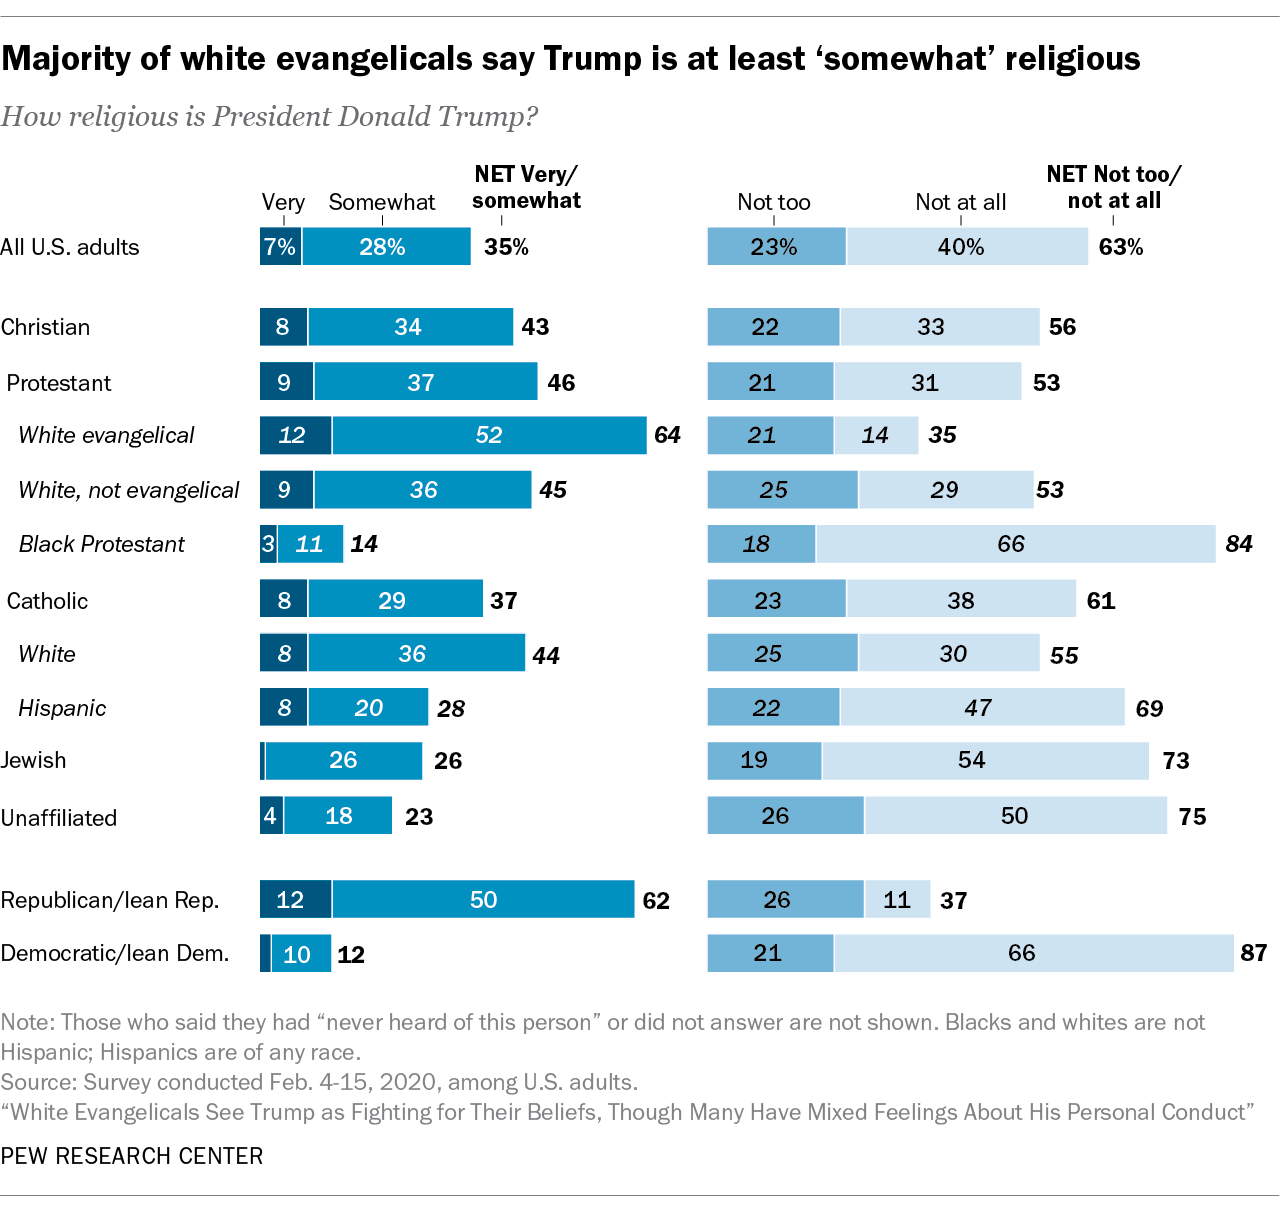 Majority of white evangelicals say Trump is at least ‘somewhat’ religious
How religious is President Donald Trump?
Very Somewhat NET Very/ somewhat Not too Not at all NET Not too/ not at all
All U.S. adults 7% 28% 35% 23% 40% 63%
Christian 8 34 43 22 33 56
Protestant 9 37 46 21 31 53
White evangelical 12 52 64 21 14 35
White, not evangelical 9 36 45 25 29 53
Black Protestant 3 11 14 18 66 84
Catholic 8 29 37 23 38 61
White 8 36 44 25 30 55
Hispanic 8 20 28 22 47 69
Jewish 26 26 19 54 73
Unaffiliated 4 18 23 26 50 75
Republican/lean Rep. 12 50 62 26 11 37
Democratic/lean Dem. 10 12 21 66 87
Note: Those who said they had “never heard of this person” or did not answer are not shown. Blacks and whites are not
Hispanic; Hispanics are of any race.
Source: Survey conducted Feb. 4-15, 2020, among U.S. adults.
“White Evangelicals See Trump as Fighting for Their Beliefs, Though Many Have Mixed Feelings About His Personal Conduct”
PEW RESEARCH CENTER